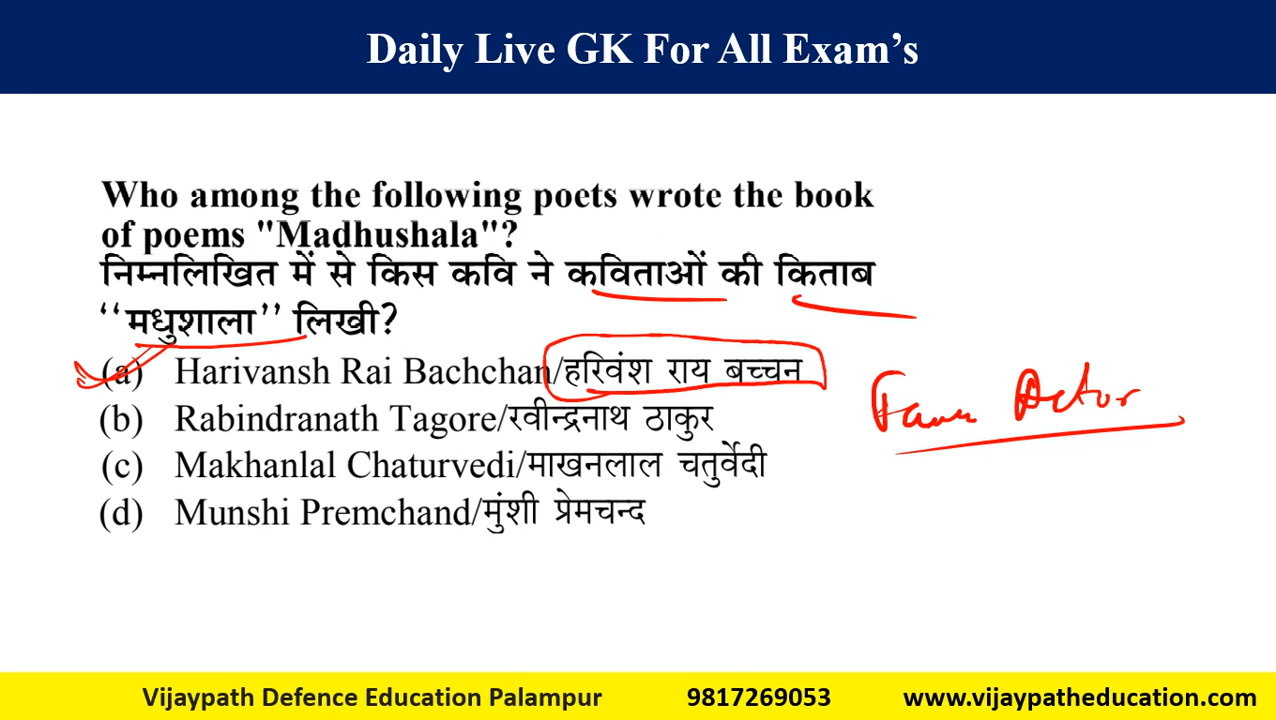 Daily Live GK For All Exam’s
Who among the following poets wrote the book
of poems "Madhushala"?
निम्नलिखित में से किस कवि ने कविताओं की किताब
‘‘मधुशाला’’ लिखी?
(a) Harivansh Rai Bachchan/हरिवंश राय बच्चन
(b) Rabindranath Tagore/रवीन्द्रनाथ ठाकुर
(c) Makhanlal Chaturvedi/माखनलाल चतुर्वेदी
(d) Munshi Premchand/मुंशी प्रेमचन्द
Actor
Vijaypath Defence Education Palampur 9817269053 www.vijaypatheducation.com